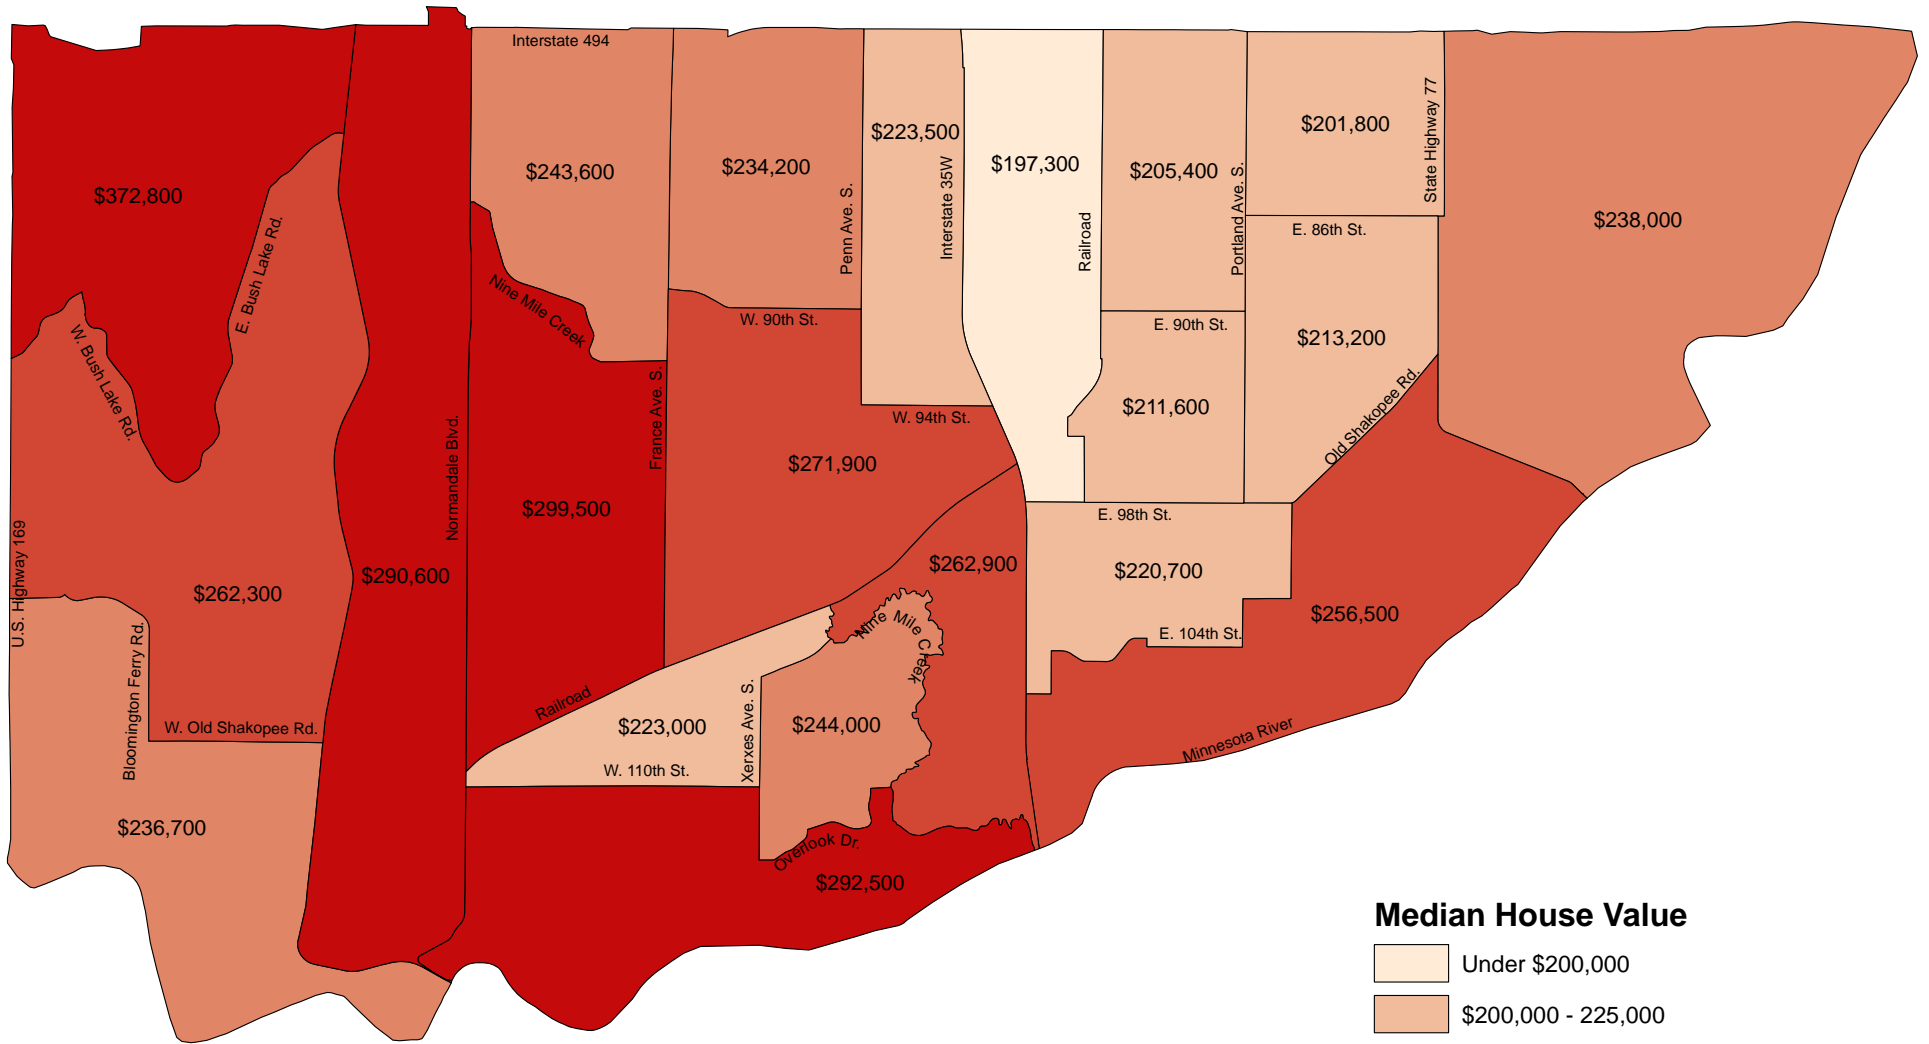 Interstate 494
$372,800
$243,600
$234,200
$223,500
$197,300
$205,400
$201,800
$238,000
State Highway 77
Interstate 35W
Penn Ave. S.
Portland Ave. S.
Railroad
E. 86th St.
E. Bush Lake Rd.
W. Bush Lake Rd.
Nine Mile Creek
W. 90th St.
E. 90th St.
$213,200
France Ave. S.
W. 94th St.
$211,600
Old Shakopee Rd.
Normandale Blvd.
$271,900
$299,500
E. 98th St.
U.S. Highway 169
$262,300
$290,600
$262,900
$220,700
$256,500
Nine Mile Creek
E. 104th St.
Bloomington Ferry Rd.
W. Old Shakopee Rd.
Railroad
$223,000
Xerxes Ave. S.
$244,000
Minnesota River
W. 110th St.
$236,700
Overlook Dr.
$292,500
Median House Value
Under $200,000
$200,000 - 225,000